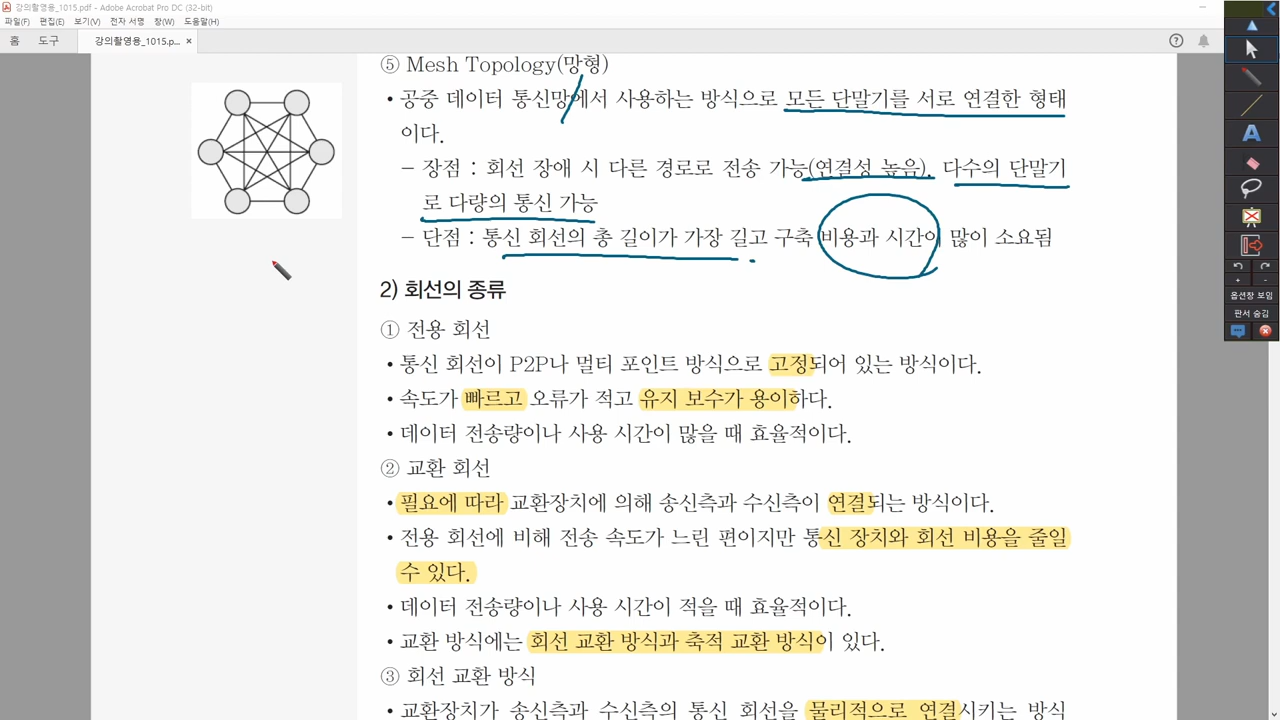 강의촬영용_1015.pdf - Adobe Acrobat Pro DC (32-bit)
파일(F) 편집(E) 보기(V) 전자 서명 창(W) 도움말(H)
홈 도구 강의촬영용_1015.p... ×
⑤ Mesh Topology(망형)
• 공중 데이터 통신망에서 사용하는 방식으로 모든 단말기를 서로 연결한 형태
이다.
– 장점 : 회선 장애 시 다른 경로로 전송 가능(연결성 높음). 다수의 단말기
로 다량의 통신 가능
– 단점 : 통신 회선의 총 길이가 가장 길고 구축 비용과 시간이 많이 소요됨
2) 회선의 종류
① 전용 회선
• 통신 회선이 P2P나 멀티 포인트 방식으로 고정되어 있는 방식이다.
• 속도가 빠르고 오류가 적고 유지 보수가 용이하다.
• 데이터 전송량이나 사용 시간이 많을 때 효율적이다.
② 교환 회선
• 필요에 따라 교환장치에 의해 송신측과 수신측이 연결되는 방식이다.
• 전용 회선에 비해 전송 속도가 느린 편이지만 통신 장치와 회선 비용을 줄일
수 있다.
• 데이터 전송량이나 사용 시간이 적을 때 효율적이다.
• 교환 방식에는 회선 교환 방식과 축적 교환 방식이 있다.
③ 회선 교환 방식
• 교환장치가 송신측과 수신측의 통신 회선을 물리적으로 연결시키는 방식
옵션창 보임
판서 숨김